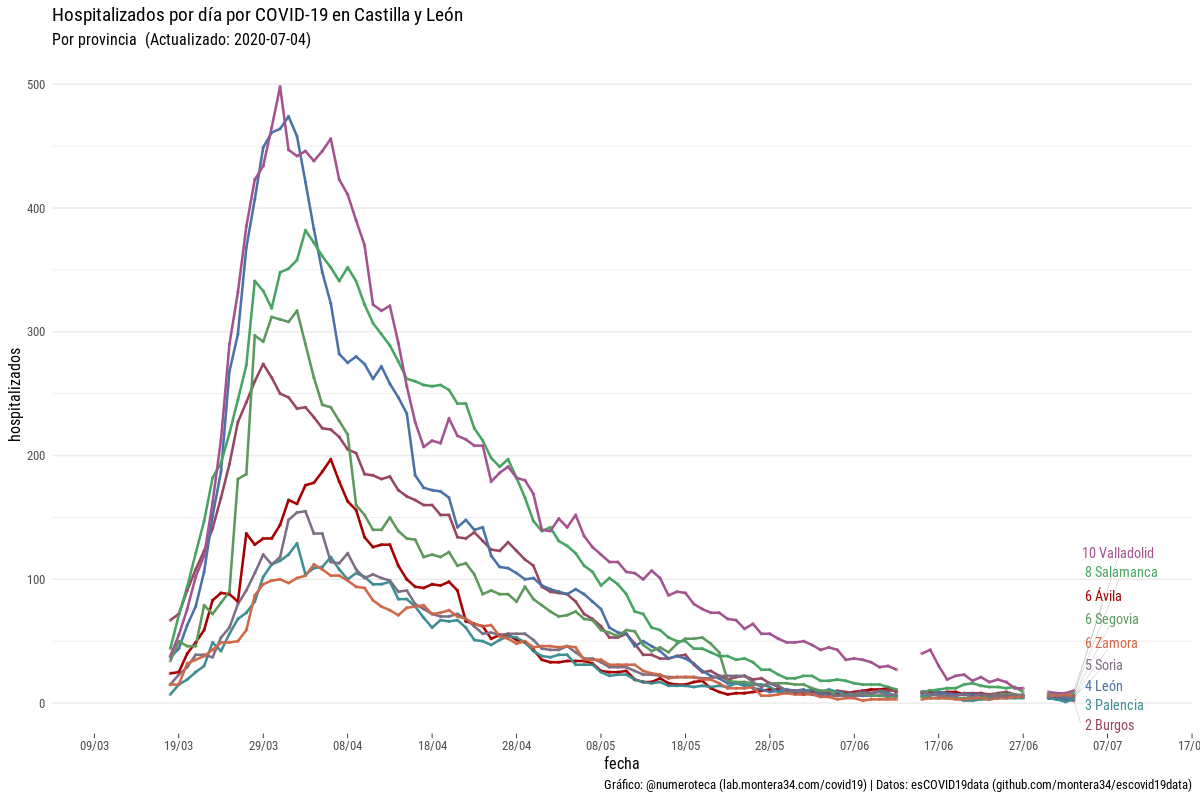 Hospitalizados por día por COVID-19 en Castilla y León
Por provincia (Actualizado: 2020-07-04)
hospitalizados
500
400
300
200
100
0
10 Valladolid
8 Salamanca
6 Ávila
6 Segovia
6 Zamora
5 Soria
4 León
3 Palencia
2 Burgos
09/03
19/03
29/03
08/04
18/04
28/04
08/05
18/05
28/05
07/06
17/06
27/06
07/07
17/0
fecha
Gráfico: @numeroteca (lab.montera34.com/covid19) | Datos: esCOVID19data (github.com/montera34/escovid19data)